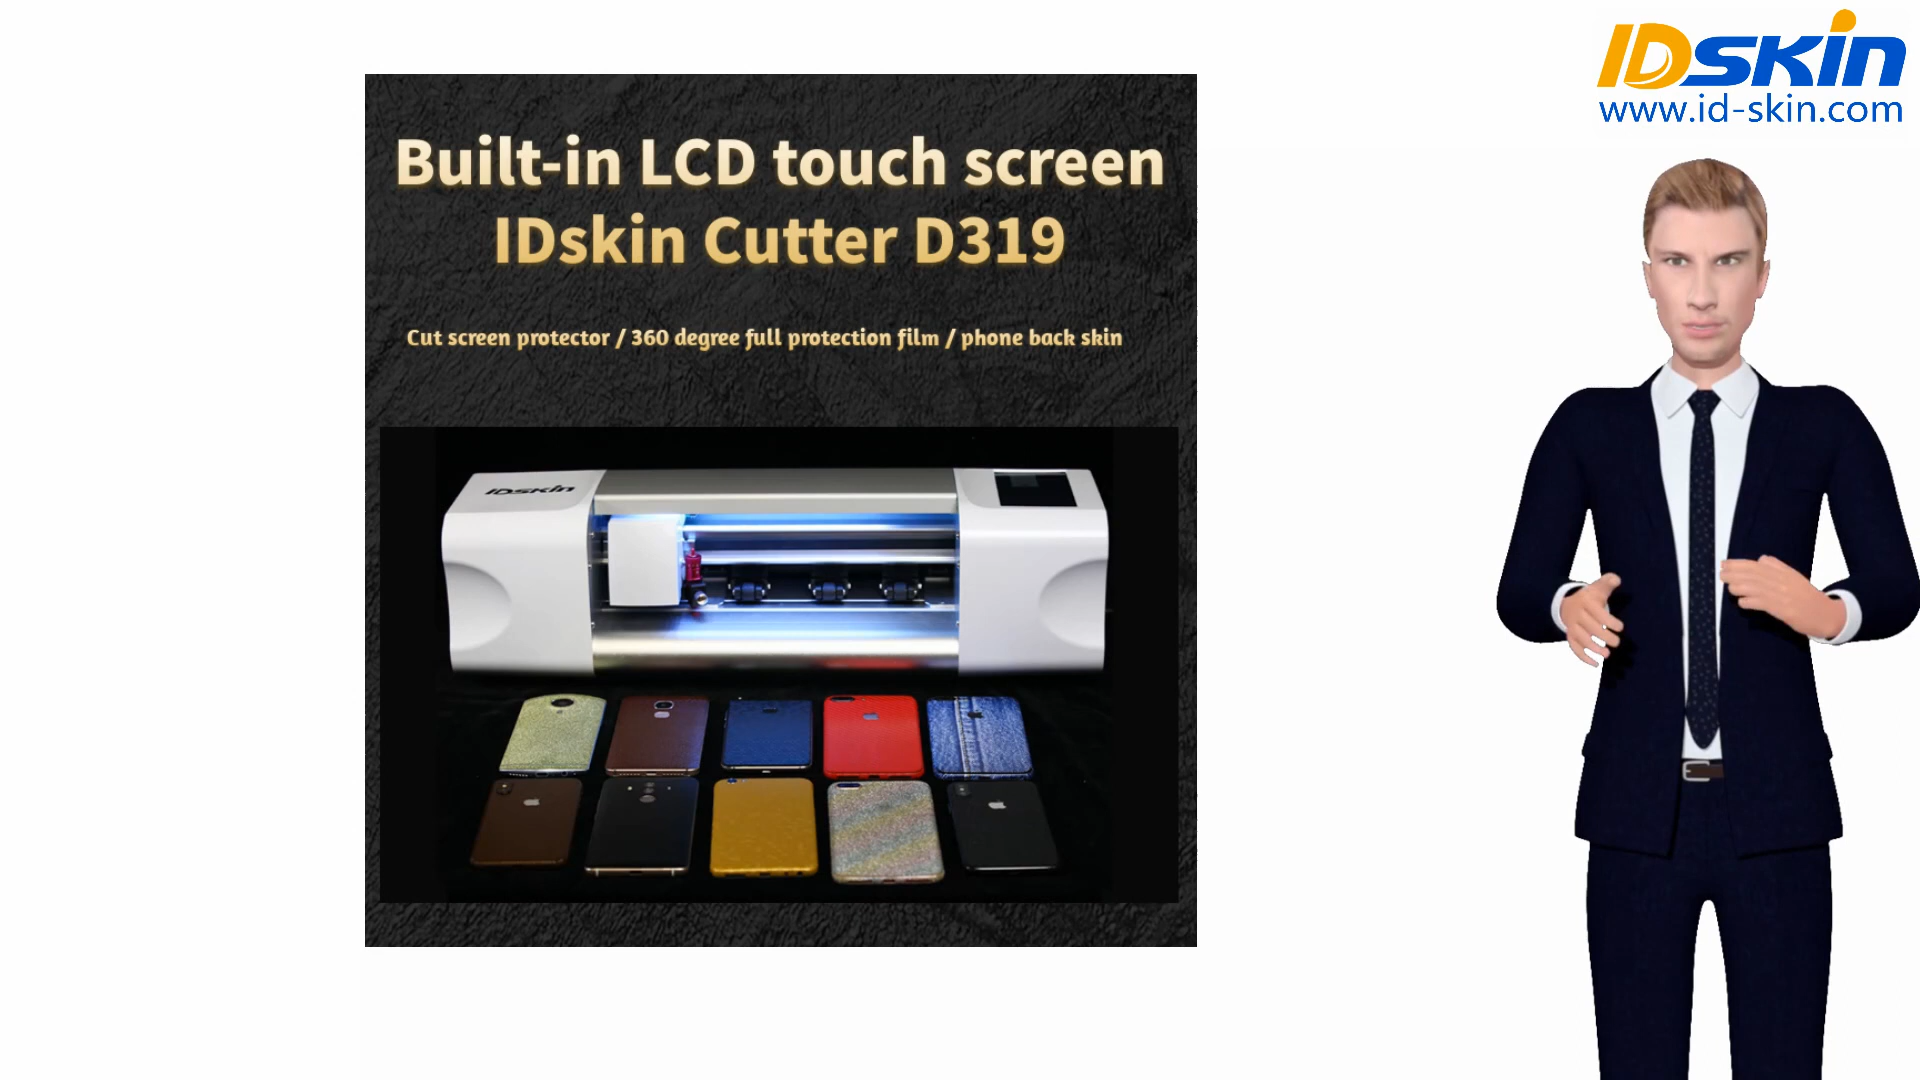 IDskin
www.id-skin.com
Built-in LCD touch screen
IDskin Cutter D319
Cut screen protector / 360 degree full protection film / phone back skin
IDskin